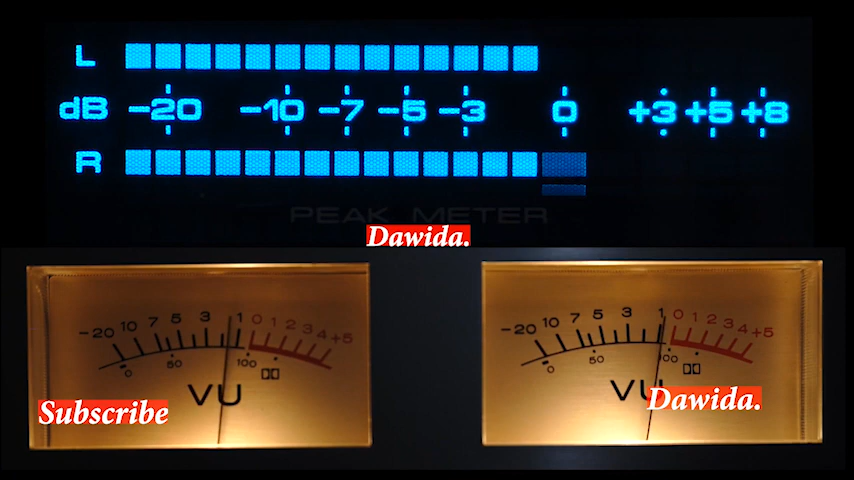 L
dB -20 -10 -7 -5 -3 0 +3 +5 +8
R
PEAK METER
Dawida.
-20 10 7 5 3 1 0 1 2 3 4 +5
0 50 100
VU
Subscribe
-20 10 7 5 3 1 0 1 2 3 4 +5
0 50 100
VU
Dawida.